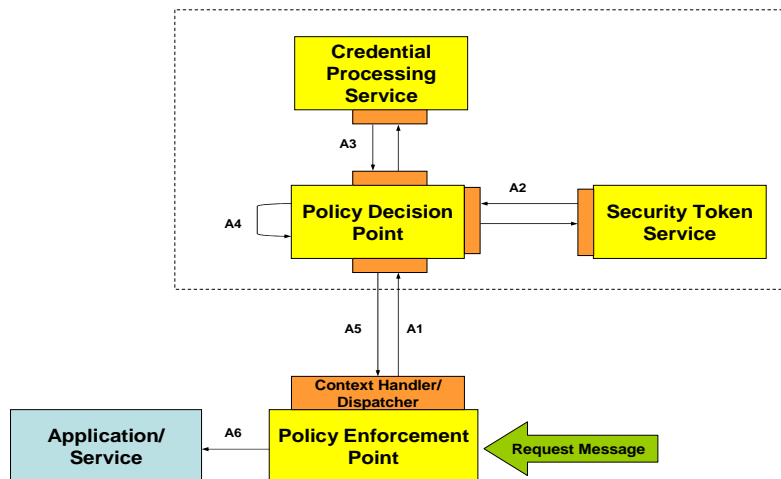 Credential
Processing
Service
A3
A2
Policy Decision
Point
Security Token
Service
A4
A5
A1
Context Handler/
Dispatcher
Application/
Service
A6
Policy Enforcement
Point
Request Message